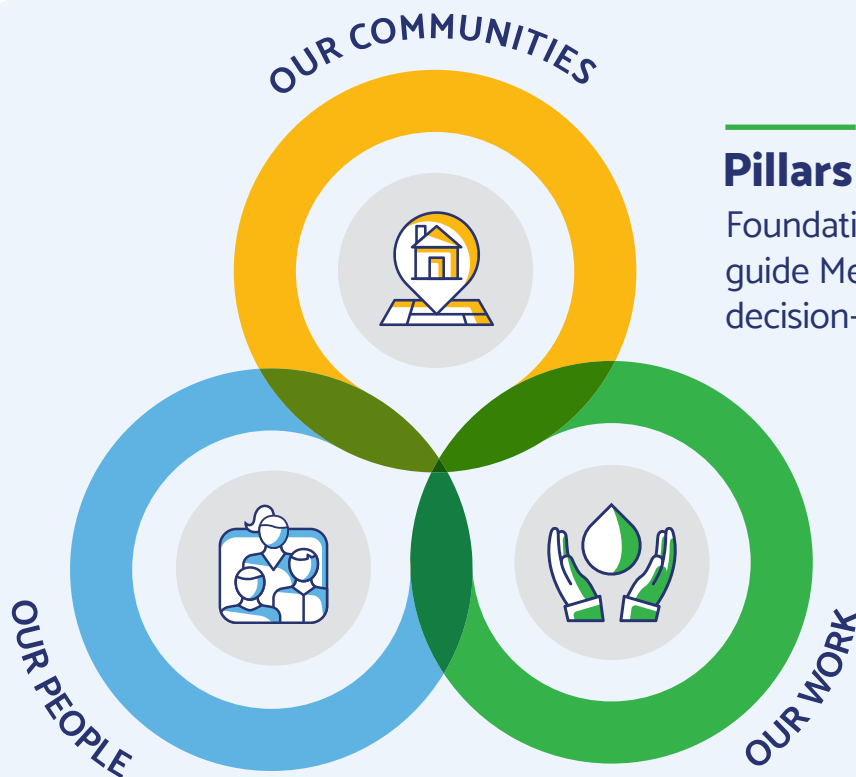 OUR COMMUNITIES
Pillars
Foundati
guide Me
decision-
OUR PEOPLE
OUR WORK